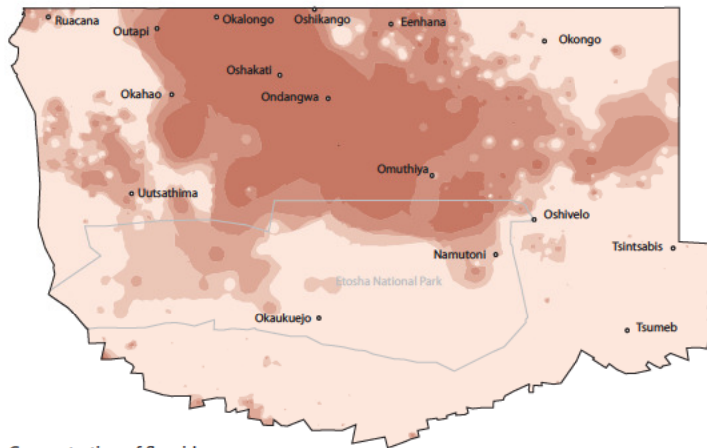 Ruacana
Outapi
Okalongo
Oshikango
Eenhana
Okongo
Oshakati
Okahao
Ondangwa
Omuthiya
Uutsathima
Oshivelo
Namutoni
Tsintsabis
Etosha National Park
Okaukuejo
Tsumeb